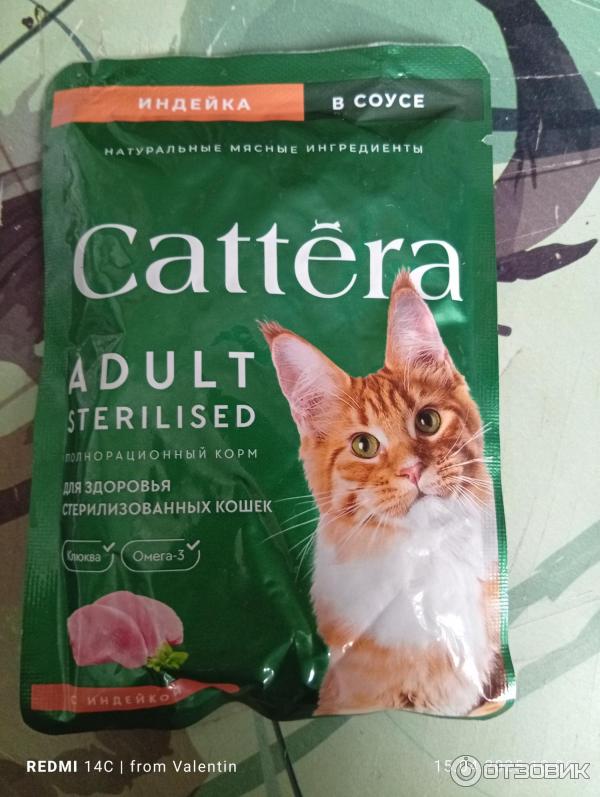 ИНДЕЙКА В СОУСЕ
НАТУРАЛЬНЫЕ МЯСНЫЕ ИНГРЕДИЕНТЫ
Cattēra
ADULT
STERILISED
ПОЛНОРАЦИОННЫЙ КОРМ
ДЛЯ ЗДОРОВЬЯ
СТЕРИЛИЗОВАННЫХ КОШЕК
Клюква Омега-3
С ИНДЕЙКОЙ
REDMI 14C | from Valentin
ОТЗОВИК